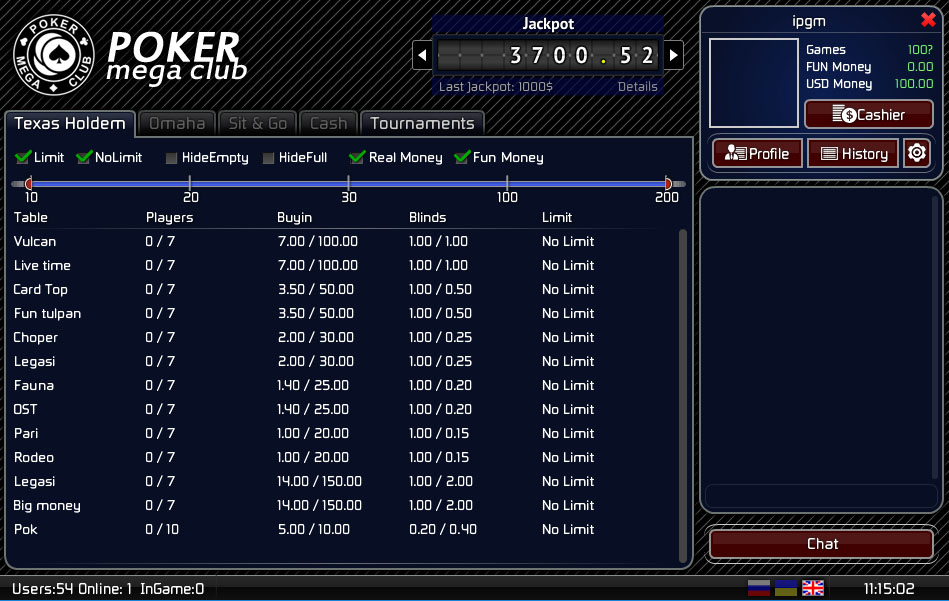 POKER
MEGA CLUB
POKER
mega club
Jackpot
3700.52
Last Jackpot: 1000$ Details
ipgm
Games 100?
FUN Money 0.00
USD Money 100.00
$ Cashier
Profile History
Texas Holdem Omaha Sit & Go Cash Tournaments
Limit NoLimit HideEmpty HideFull Real Money Fun Money
10 20 30 100 200
Table Players Buyin Blinds Limit
Vulcan 0 / 7 7.00 / 100.00 1.00 / 1.00 No Limit
Live time 0 / 7 7.00 / 100.00 1.00 / 1.00 No Limit
Card Top 0 / 7 3.50 / 50.00 1.00 / 0.50 No Limit
Fun tulpan 0 / 7 3.50 / 50.00 1.00 / 0.50 No Limit
Choper 0 / 7 2.00 / 30.00 1.00 / 0.25 No Limit
Legasi 0 / 7 2.00 / 30.00 1.00 / 0.25 No Limit
Fauna 0 / 7 1.40 / 25.00 1.00 / 0.20 No Limit
OST 0 / 7 1.40 / 25.00 1.00 / 0.20 No Limit
Pari 0 / 7 1.00 / 20.00 1.00 / 0.15 No Limit
Rodeo 0 / 7 1.00 / 20.00 1.00 / 0.15 No Limit
Legasi 0 / 7 14.00 / 150.00 1.00 / 2.00 No Limit
Big money 0 / 7 14.00 / 150.00 1.00 / 2.00 No Limit
Pok 0 / 10 5.00 / 10.00 0.20 / 0.40 No Limit
Chat
Users:54 Online: 1 InGame:0
11:15:02